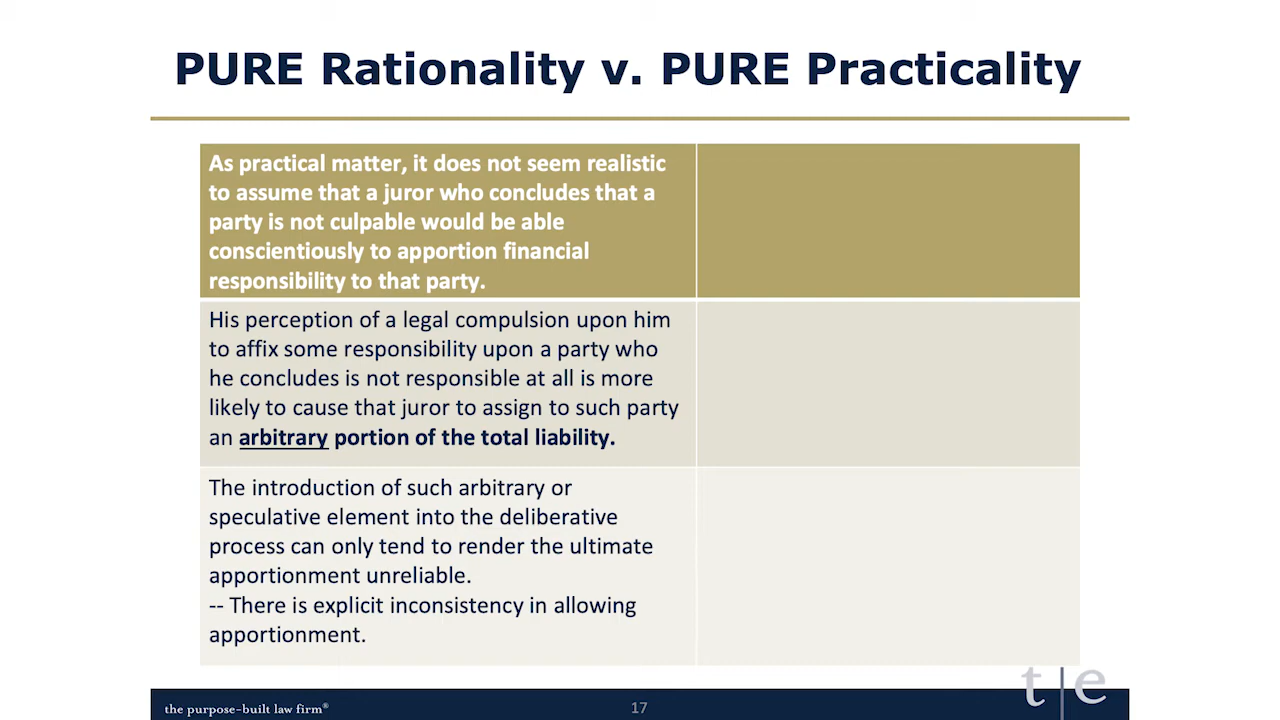 PURE Rationality v. PURE Practicality
As practical matter, it does not seem realistic
to assume that a juror who concludes that a
party is not culpable would be able
conscientiously to apportion financial
responsibility to that party.
His perception of a legal compulsion upon him
to affix some responsibility upon a party who
he concludes is not responsible at all is more
likely to cause that juror to assign to such party
an arbitrary portion of the total liability.
The introduction of such arbitrary or
speculative element into the deliberative
process can only tend to render the ultimate
apportionment unreliable.
-- There is explicit inconsistency in allowing
apportionment.
t|e
the purpose-built law firm®
17